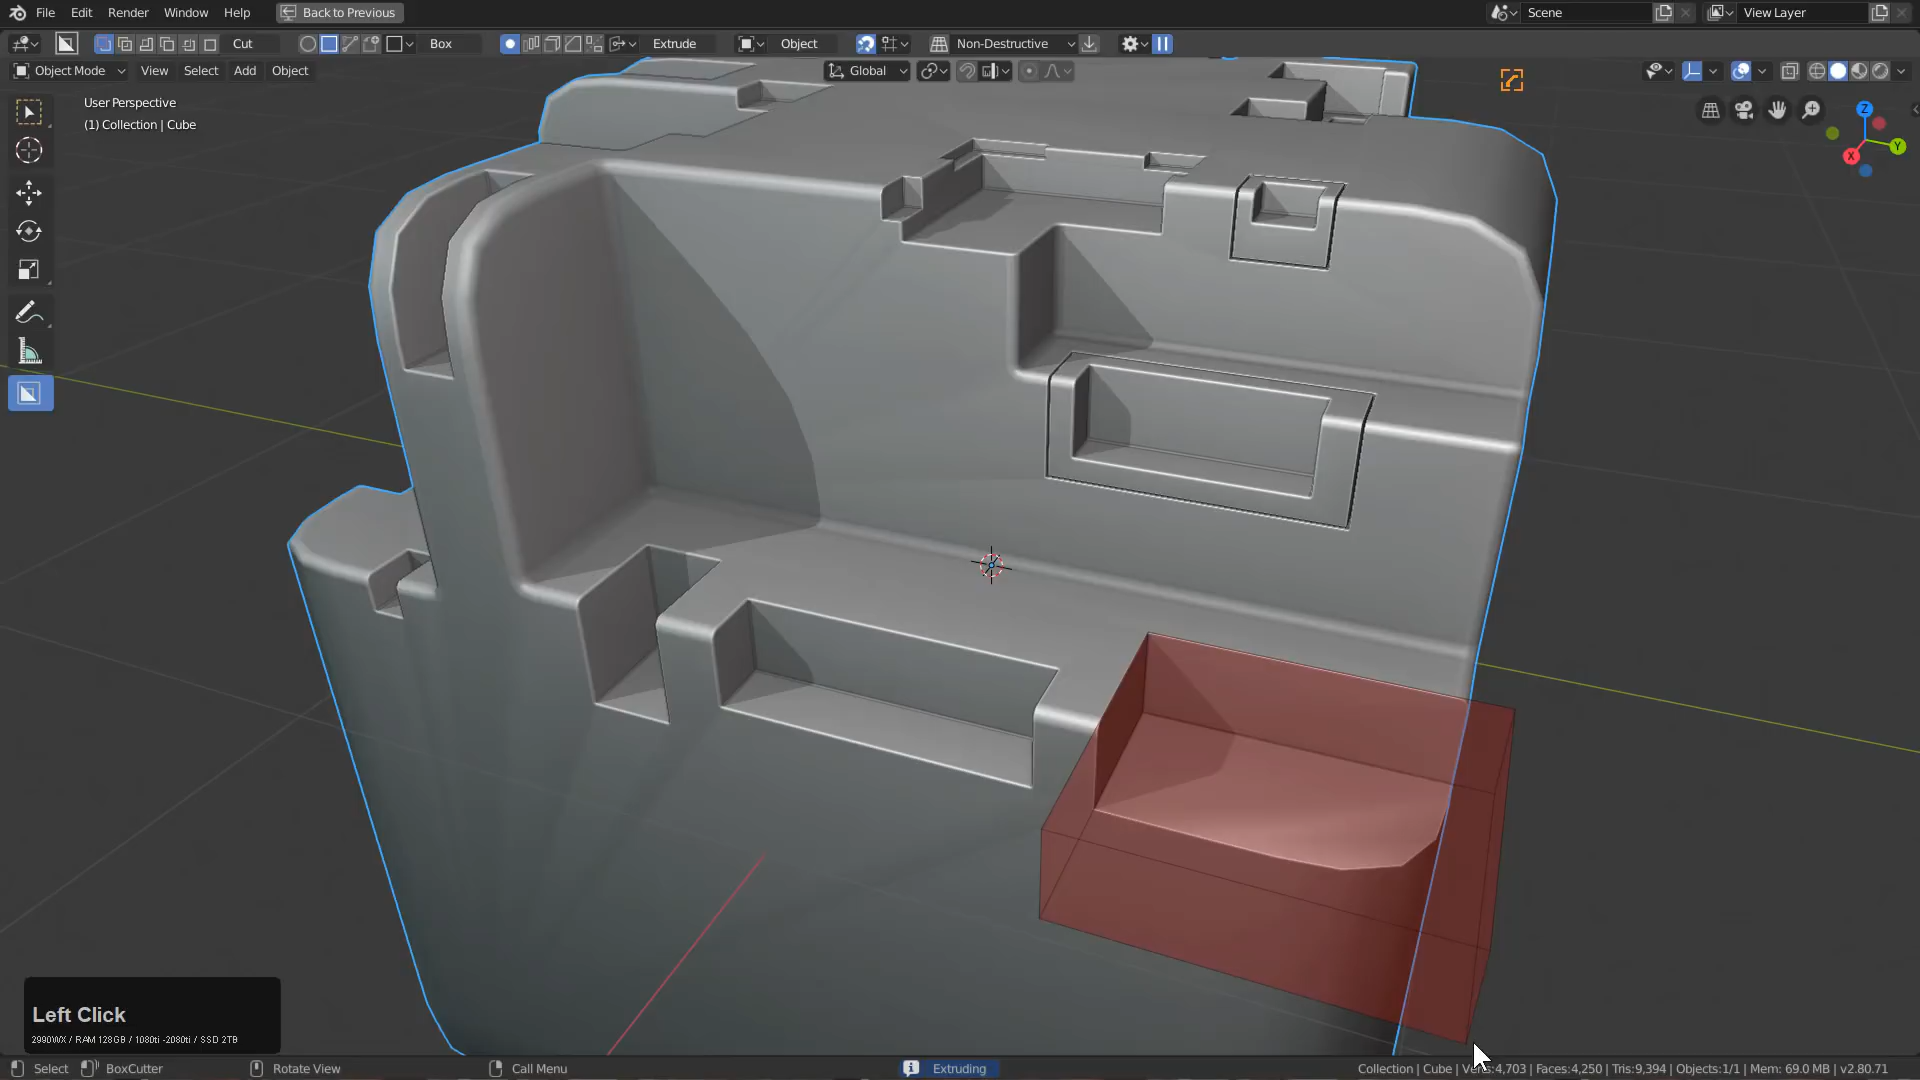 File Edit Render Window Help Back to Previous Scene View Layer
Cut Box Extrude Object Non-Destructive
Object Mode View Select Add Object Global
User Perspective
(1) Collection | Cube
Z
Y
X
Left Click
2990WX / RAM 128GB / 1080ti -2080ti / SSD 2TB
Select BoxCutter Rotate View Call Menu Extruding Collection | Cube | Verts:4,703 | Faces:4,250 | Tris:9,394 | Objects:1/1 | Mem: 69.0 MB | v2.80.71